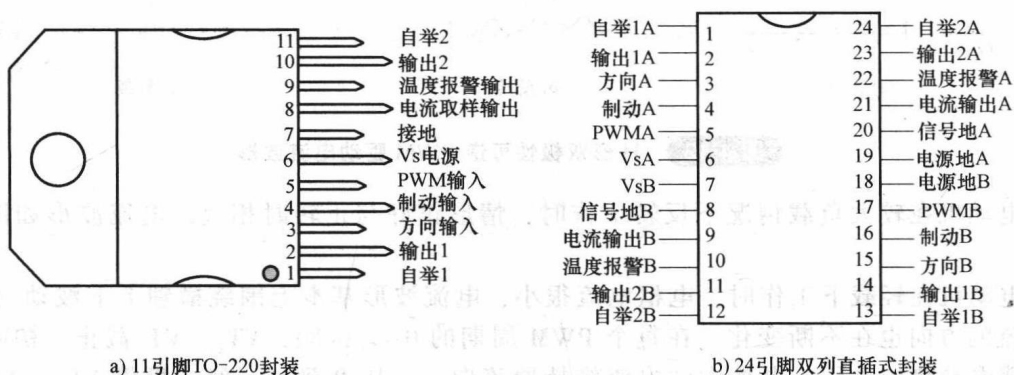 11 自举2
10 输出2
9 温度报警输出
8 电流取样输出
7 接地
6 Vs电源
5 PWM输入
4 制动输入
3 方向输入
2 输出1
1 自举1
a) 11引脚TO-220封装
自举1A 1 24 自举2A
输出1A 2 23 输出2A
方向A 3 22 温度报警A
制动A 4 21 电流输出A
PWMA 5 20 信号地A
VsA 6 19 电源地A
VsB 7 18 电源地B
信号地B 8 17 PWMB
电流输出B 9 16 制动B
温度报警B 10 15 方向B
输出2B 11 14 输出1B
自举2B 12 13 自举1B
b) 24引脚双列直插式封装